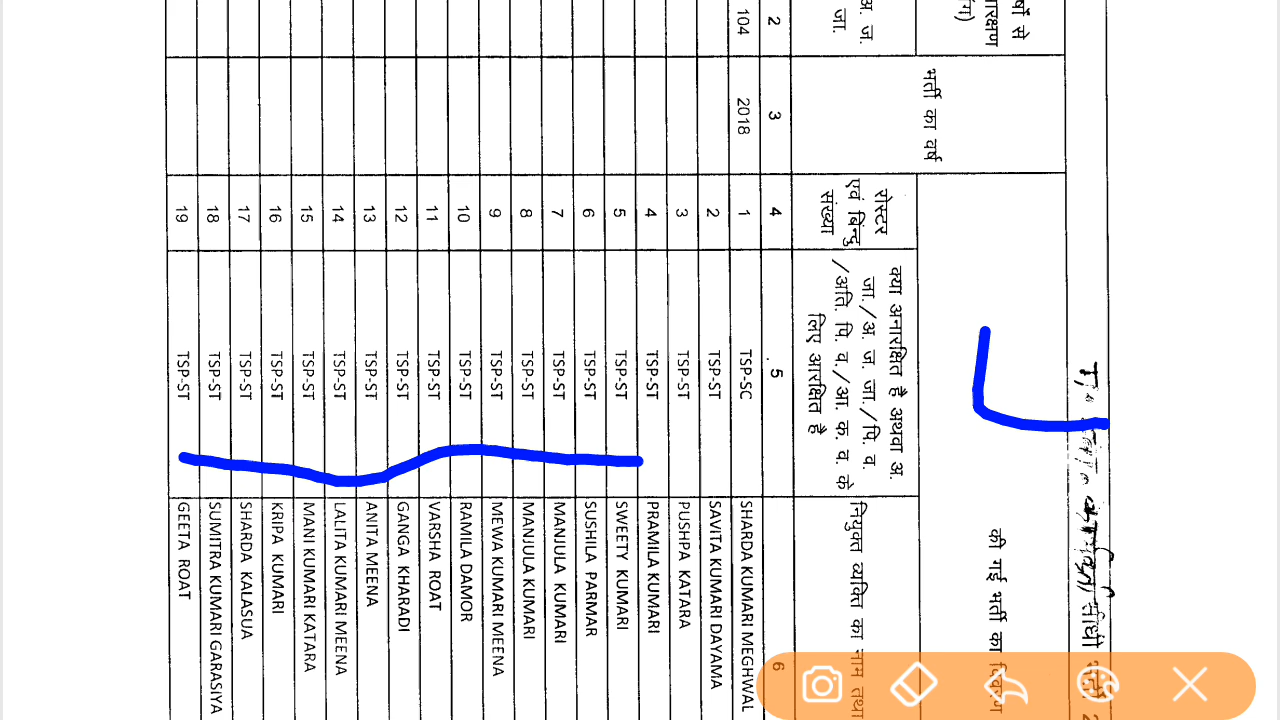 सीधी
की गई भर्ती का विवरण
षों से
आरक्षण
भर्ती का वर्ष
अ. ज.
जा.
रोस्टर
एवं बिन्दु
संख्या
क्या अनारक्षित है अथवा अ.
जा./अ. ज. जा./पि. व.
/अति. पि. व./आ. क. व. के
लिए आरक्षित है
नियुक्त व्यक्ति का नाम तथा
2 3 4 5 6
104 2018 1 TSP-SC SHARDA KUMARI MEGHWAL
2 TSP-ST SAVITA KUMARI DAYAMA
3 TSP-ST PUSHPA KATARA
4 TSP-ST PRAMILA KUMARI
5 TSP-ST SWEETY KUMARI
6 TSP-ST SUSHILA PARMAR
7 TSP-ST MANJULA KUMARI
8 TSP-ST MANJULA KUMARI
9 TSP-ST MEWA KUMARI MEENA
10 TSP-ST RAMILA DAMOR
11 TSP-ST VARSHA ROAT
12 TSP-ST GANGA KHARADI
13 TSP-ST ANITA MEENA
14 TSP-ST LALITA KUMARI MEENA
15 TSP-ST MANI KUMARI KATARA
16 TSP-ST KRIPA KUMARI
17 TSP-ST SHARDA KALASUA
18 TSP-ST SUMITRA KUMARI GARASIYA
19 TSP-ST GEETA ROAT